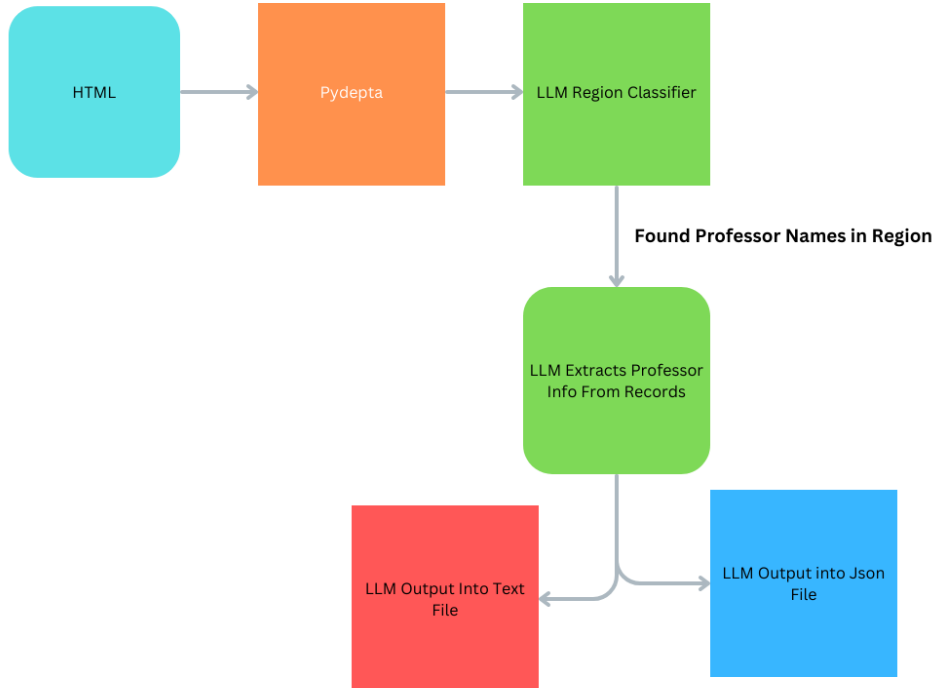 HTML
Pydepta
LLM Region Classifier
Found Professor Names in Region
LLM Extracts Professor
Info From Records
LLM Output Into Text
File
LLM Output into Json
File